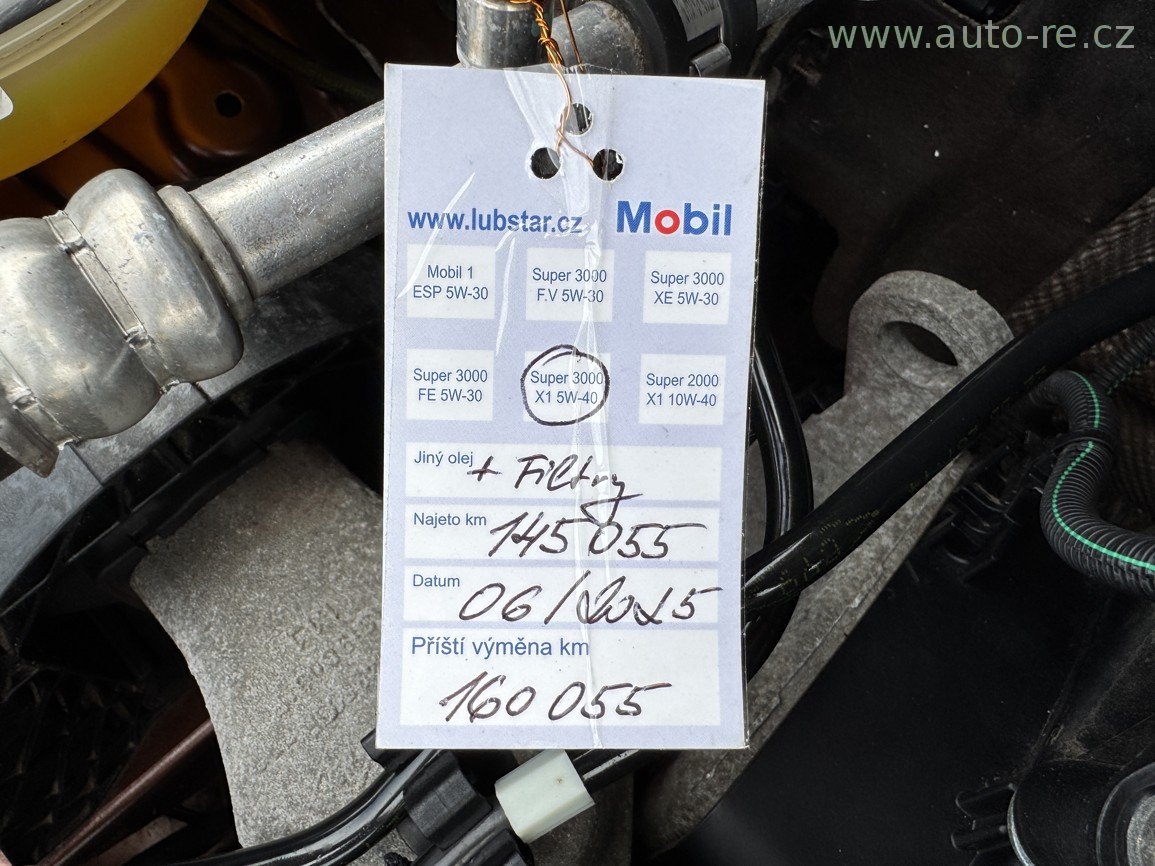 www.auto-re.cz
www.lubstar.cz Mobil
Mobil 1
ESP 5W-30
Super 3000
F.V 5W-30
Super 3000
XE 5W-30
Super 3000
FE 5W-30
Super 3000
X1 5W-40
Super 2000
X1 10W-40
Jiný olej + Filtry
Najeto km 145 055
Datum 06/2025
Příští výměna km
160 055